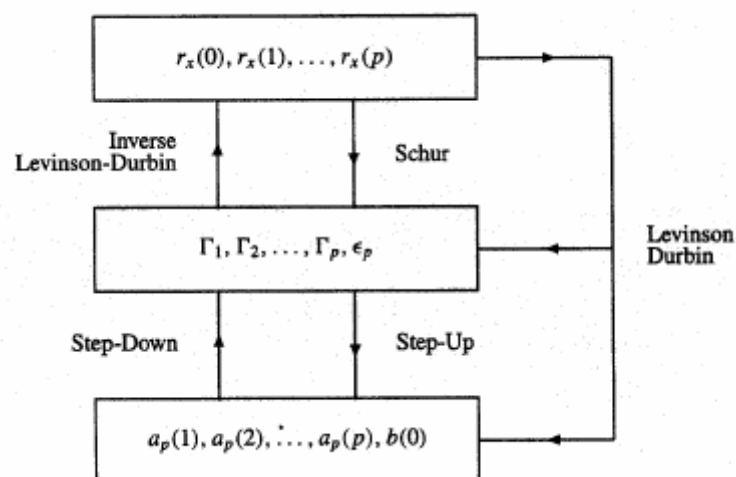 r_x(0), r_x(1), . . . , r_x(p)
Inverse
Levinson-Durbin
Schur
Γ_1, Γ_2, . . . , Γ_p, ϵ_p
Levinson
Durbin
Step-Down
Step-Up
a_p(1), a_p(2), . . . , a_p(p), b(0)